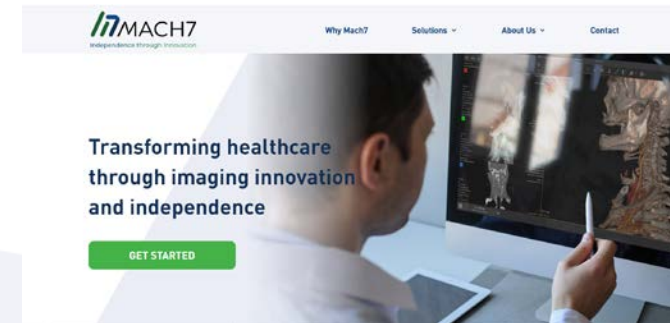 MACH7
Independence through Innovation
Why Mach7
Solutions
About Us
Contact
Transforming healthcare
through imaging innovation
and independence
GET STARTED